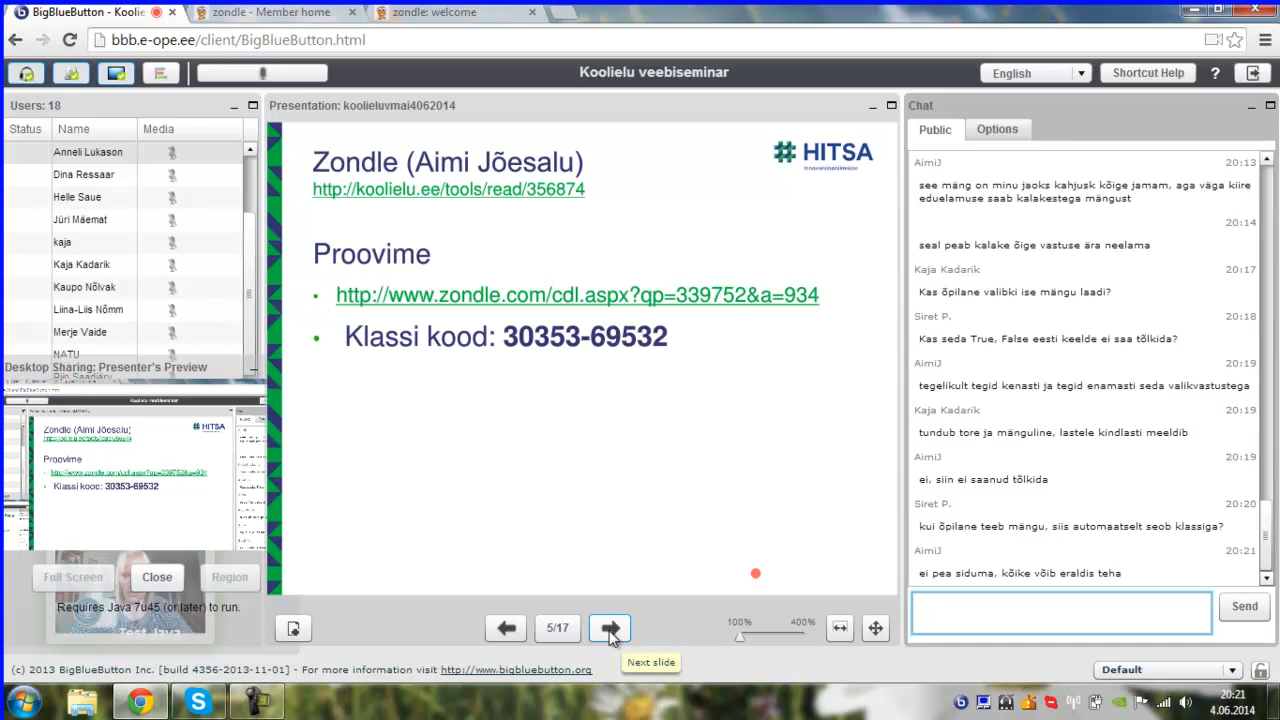 BigBlueButton - Koolie
zondle - Member home
zondle: welcome
bbb.e-ope.ee/client/BigBlueButton.html
Koolielu veebiseminar
English
Shortcut Help
?
Users: 18
Status Name Media
Anneli Lukason
Dina Ressaar
Helle Saue
Jüri Mäemat
kaja
Kaja Kadarik
Kaupo Nõlvak
Liina-Liis Nõmm
Merje Vaide
NATU
Desktop Sharing: Presenter's Preview
Koolielu veebiseminar
Zondle (Aimi Jõesalu)
http://koolielu.ee/tools/read/356874
HITSA
Proovime
http://www.zondle.com/cdl.aspx?qp=339752&a=934
Klassi kood: 30353-69532
Full Screen
Close
Region
Requires Java 7u45 (or later) to run.
Presentation: koolieluvmai4062014
Zondle (Aimi Jõesalu)
http://koolielu.ee/tools/read/356874
HITSA
Innovatsioonikeskus
Proovime
• http://www.zondle.com/cdl.aspx?qp=339752&a=934
• Klassi kood: 30353-69532
5/17
Next slide
100% 400%
Chat
Public
Options
AimiJ 20:13
see mäng on minu jaoks kahjusk kõige jamam, aga väga kiire
eduelamuse saab kalakestega mängust
20:14
seal peab kalake õige vastuse ära neelama
Kaja Kadarik 20:17
Kas õpilane valibki ise mängu laadi?
Siret P. 20:18
Kas seda True, False eesti keelde ei saa tõlkida?
AimiJ 20:19
tegelikult tegid kenasti ja tegid enamasti seda valikvastustega
Kaja Kadarik 20:19
tundub tore ja mänguline, lastele kindlasti meeldib
AimiJ 20:19
ei, siin ei saanud tõlkida
Siret P. 20:20
kui õpilane teeb mängu, siis automaatselt seob klassiga?
AimiJ 20:21
ei pea siduma, kõike võib eraldis teha
Send
(c) 2013 BigBlueButton Inc. [build 4356-2013-11-01] - For more information visit http://www.bigbluebutton.org
Default
20:21
4.06.2014